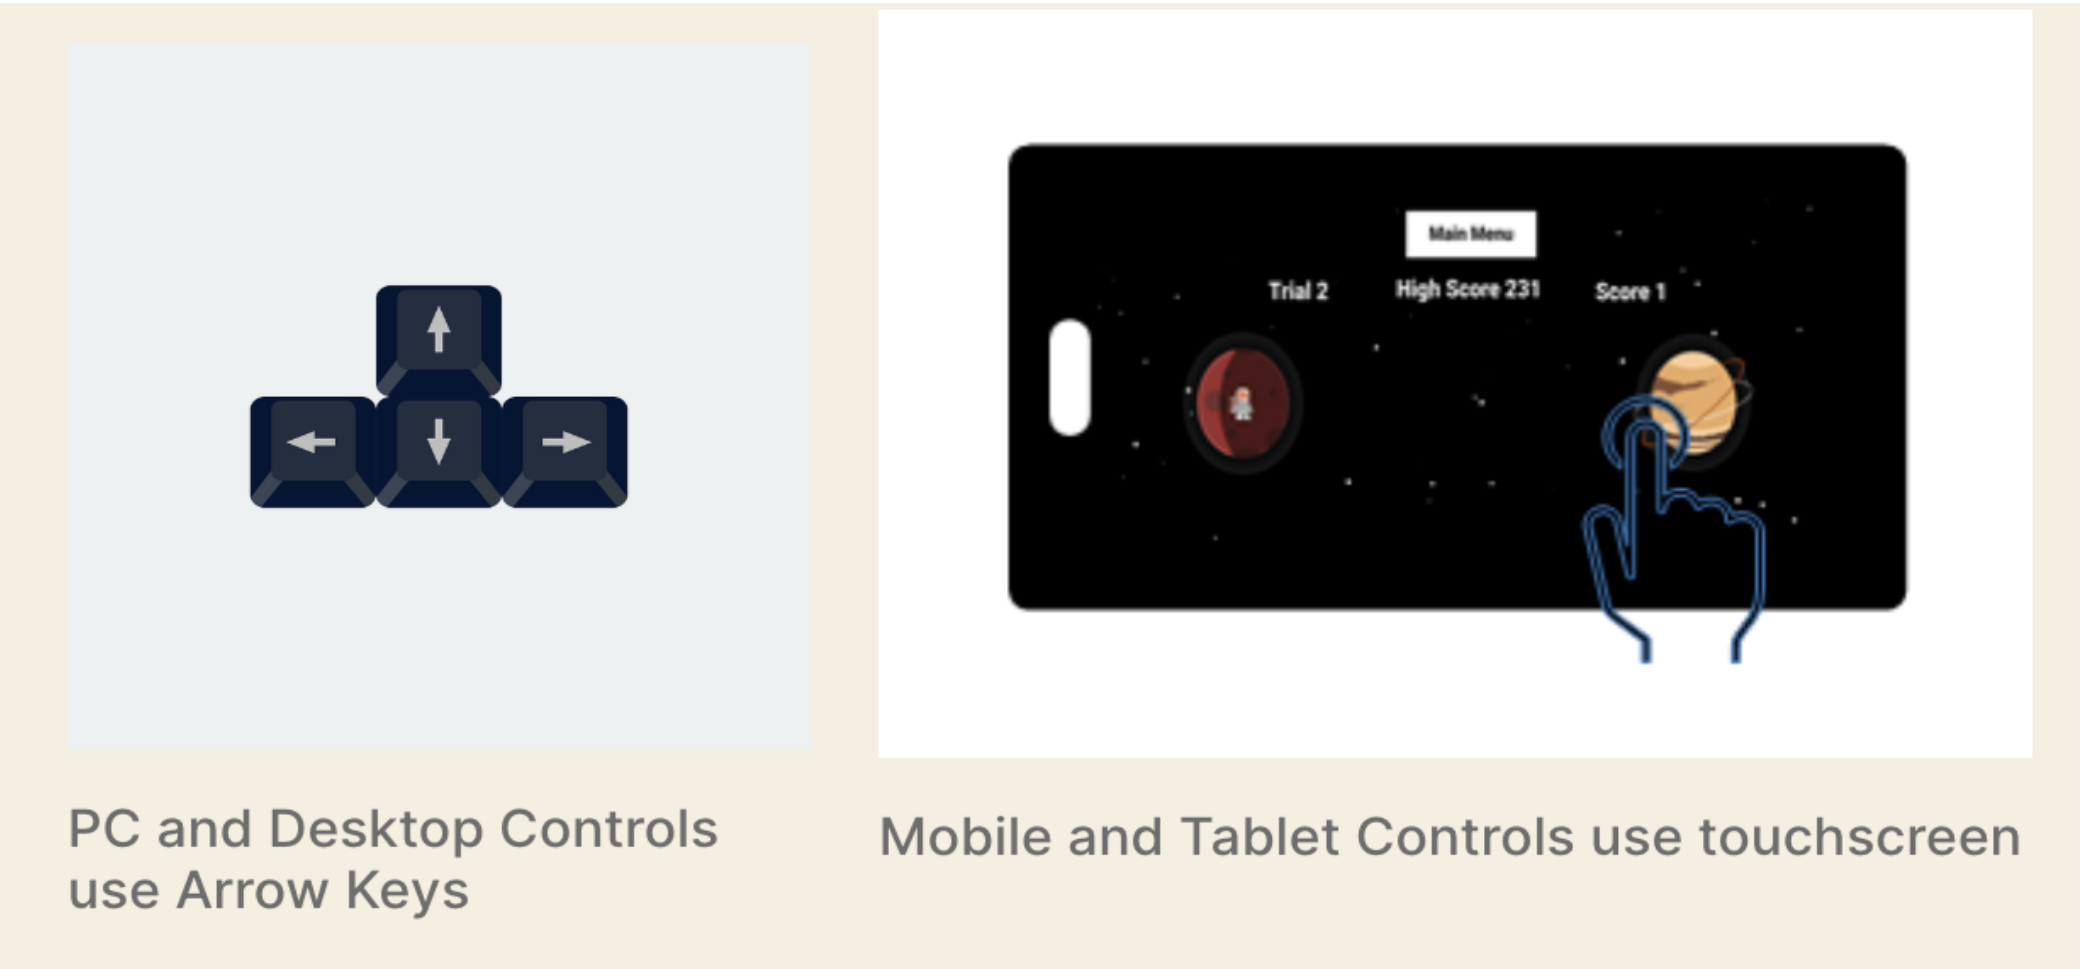 Main Menu
Trial 2 High Score 231 Score 1
PC and Desktop Controls
use Arrow Keys
Mobile and Tablet Controls use touchscreen